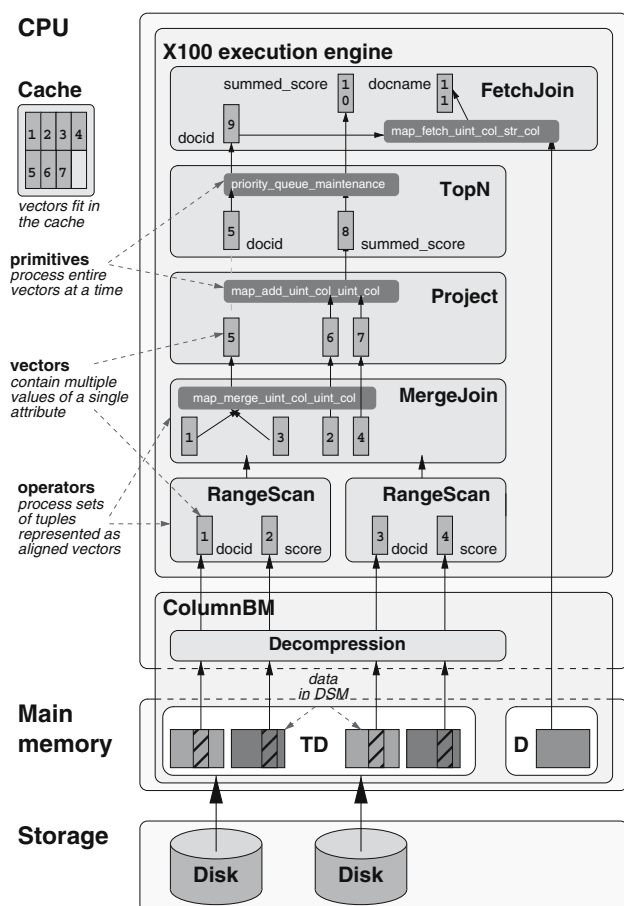 CPU
X100 execution engine
Cache
1 2 3 4
5 6 7
vectors fit in
the cache
summed_score
1
0
docname
1
1
FetchJoin
docid
9
map_fetch_uint_col_str_col
priority_queue_maintenance
TopN
5
docid
8
summed_score
primitives
process entire
vectors at a time
map_add_uint_col_uint_col
Project
5
6
7
vectors
contain multiple
values of a single
attribute
map_merge_uint_col_uint_col
MergeJoin
1
3
2
4
operators
process sets
of tuples
represented as
aligned vectors
RangeScan
1
docid
2
score
RangeScan
3
docid
4
score
ColumnBM
Decompression
data
in DSM
Main
memory
TD
D
Storage
Disk
Disk